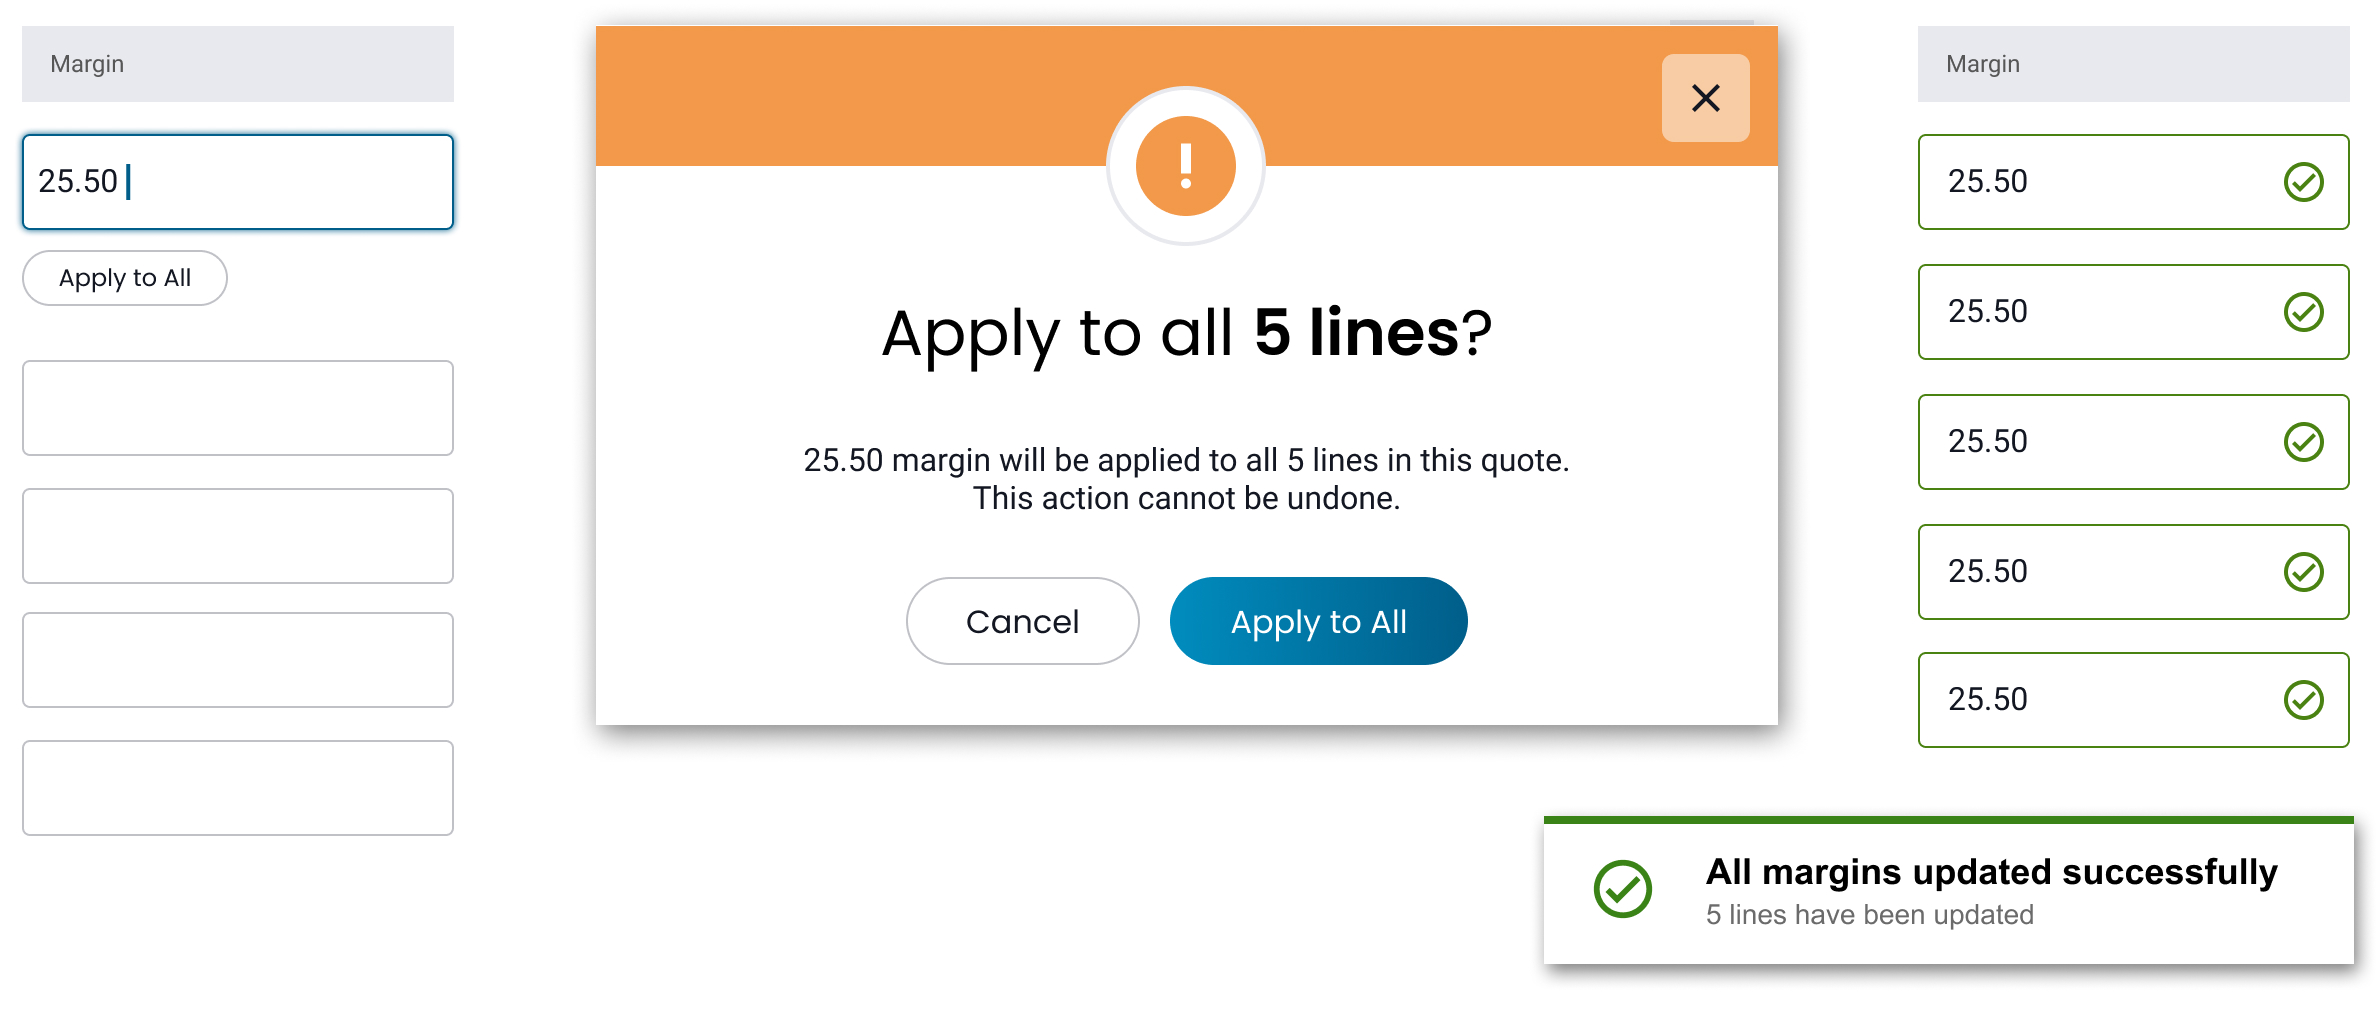 Margin
25.50
Apply to All
Apply to all 5 lines?
25.50 margin will be applied to all 5 lines in this quote.
This action cannot be undone.
Cancel
Apply to All
Margin
25.50
25.50
25.50
25.50
25.50
All margins updated successfully
5 lines have been updated